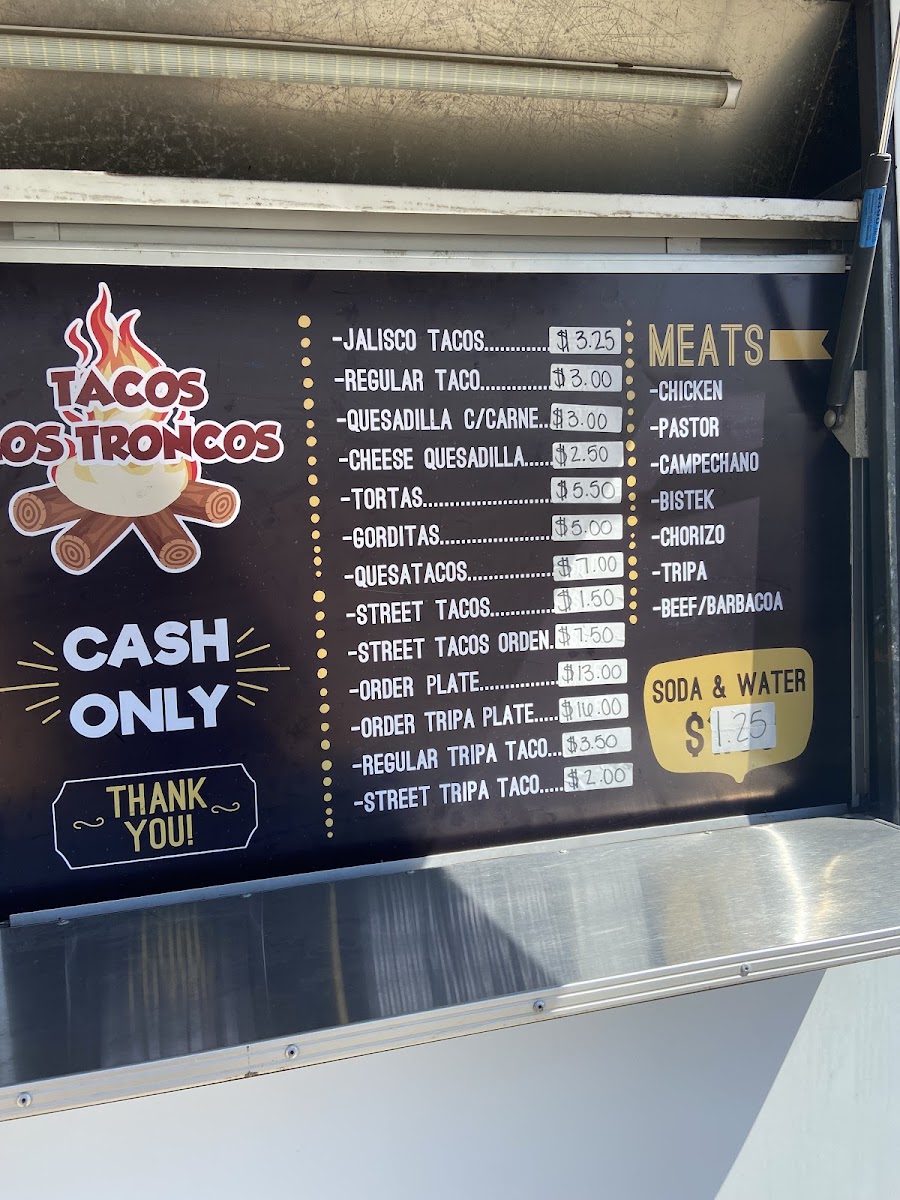 TACOS
OS TRONCOS
CASH
ONLY
THANK
YOU!
-JALISCO TACOS............$3.25
-REGULAR TACO.............$3.00
-QUESADILLA C/CARNE..$3.00
-CHEESE QUESADILLA.....$2.50
-TORTAS.......................$5.50
-GORDITAS....................$5.00
-QUESATACOS...............$7.00
-STREET TACOS...........$1.50
-STREET TACOS ORDEN.$7.50
-ORDER PLATE..............$13.00
-ORDER TRIPA PLATE.....$16.00
-REGULAR TRIPA TACO...$3.50
-STREET TRIPA TACO.....$2.00
MEATS
-CHICKEN
-PASTOR
-CAMPECHANO
-BISTEK
-CHORIZO
-TRIPA
-BEEF/BARBACOA
SODA & WATER
$1.25